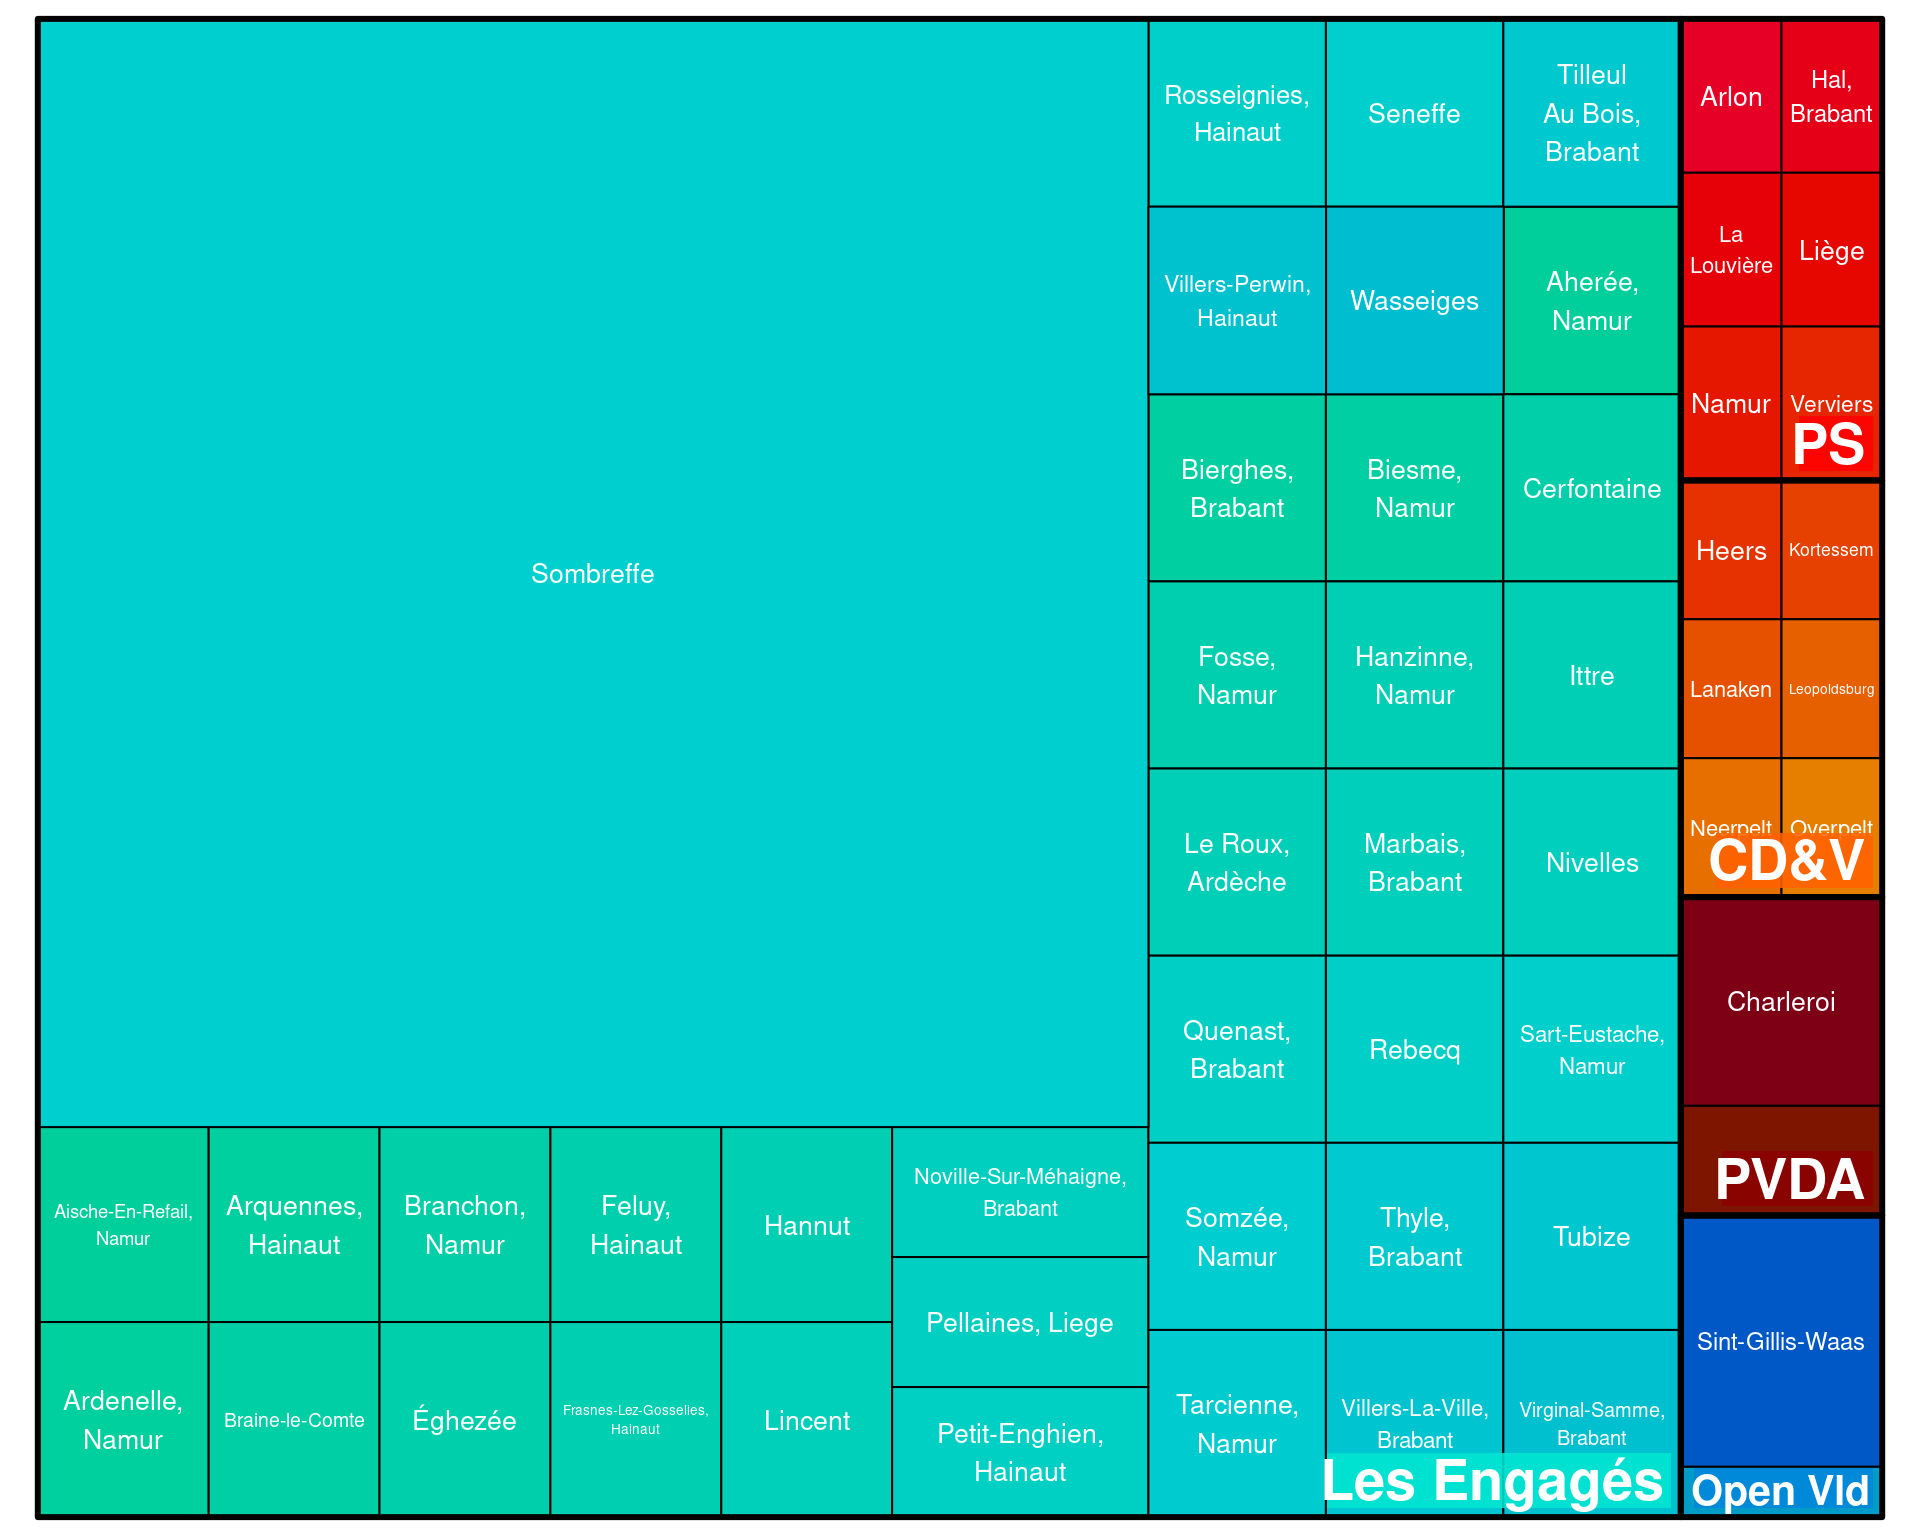 Sombreffe
Rosseignies,
Hainaut
Seneffe
Tilleul
Au Bois,
Brabant
Villers-Perwin,
Hainaut
Wasseiges
Aherée,
Namur
Bierghes,
Brabant
Biesme,
Namur
Cerfontaine
Fosse,
Namur
Hanzinne,
Namur
Ittre
Le Roux,
Ardèche
Marbais,
Brabant
Nivelles
Quenast,
Brabant
Rebecq
Sart-Eustache,
Namur
Somzée,
Namur
Thyle,
Brabant
Tubize
Tarcienne,
Namur
Villers-La-Ville,
Brabant
Virginal-Samme,
Brabant
Les Engagés
Aische-En-Refail,
Namur
Arquennes,
Hainaut
Branchon,
Namur
Feluy,
Hainaut
Hannut
Noville-Sur-Méhaigne,
Brabant
Pellaines, Liege
Petit-Enghien,
Hainaut
Ardenelle,
Namur
Braine-le-Comte
Éghezée
Frasnes-Lez-Gosselies,
Hainaut
Lincent
Arlon
Hal,
Brabant
La
Louvière
Liège
Namur
Verviers
PS
Heers
Kortessem
Lanaken
Leopoldsburg
Neerpelt
Overpelt
CD&V
Charleroi
PVDA
Sint-Gillis-Waas
Open Vld